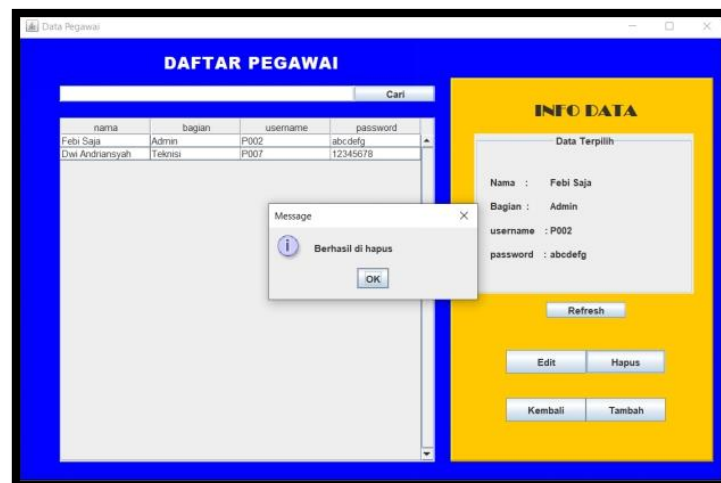 Data Pegawai
DAFTAR PEGAWAI
Cari
nama bagian username password
Febi Saja Admin P002 abcdefg
Dwi Andriansyah Teknisi P007 12345678
INFO DATA
Data Terpilih
Nama : Febi Saja
Bagian : Admin
username : P002
password : abcdefg
Message
Berhasil di hapus
OK
Refresh
Edit Hapus
Kembali Tambah